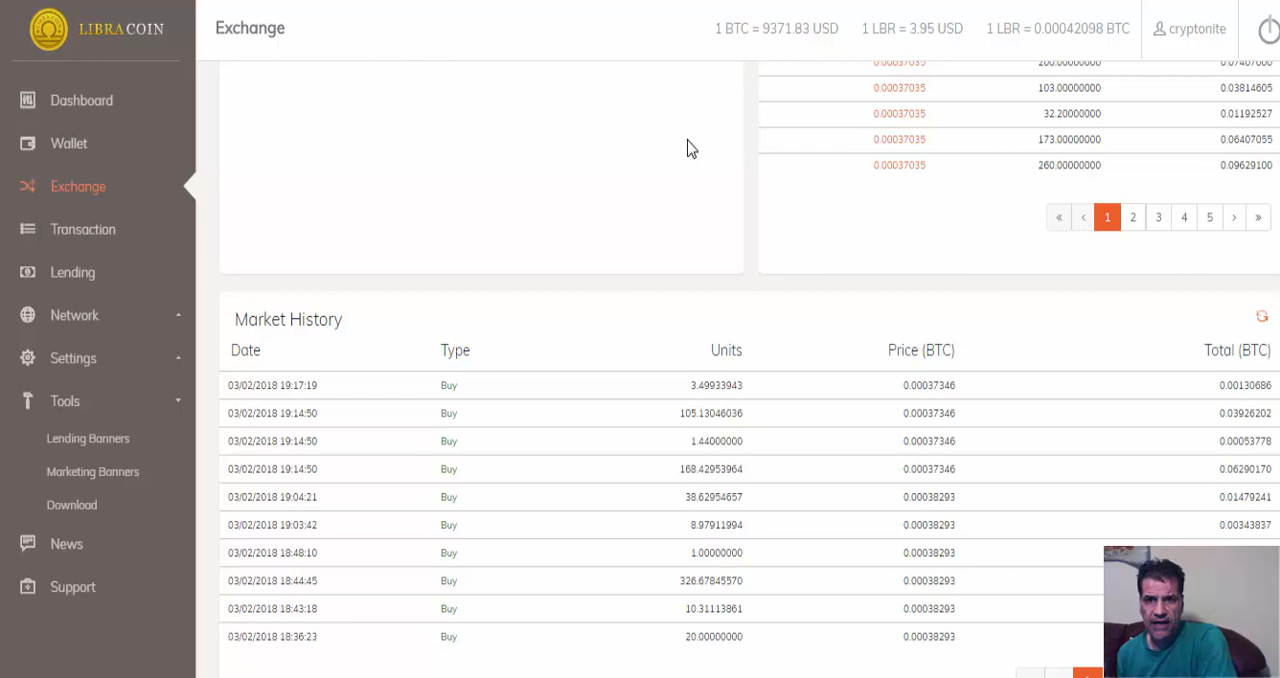 LIBRA COIN
Exchange
1 BTC = 9371.83 USD 1 LBR = 3.95 USD 1 LBR = 0.00042098 BTC cryptonite
Dashboard
Wallet
Exchange
Transaction
Lending
Network
Settings
Tools
Lending Banners
Marketing Banners
Download
News
Support
0.00037035 200.00000000 0.07407000
0.00037035 103.00000000 0.03814605
0.00037035 32.20000000 0.01192527
0.00037035 173.00000000 0.06407055
0.00037035 260.00000000 0.09629100
« ‹ 1 2 3 4 5 › »
Market History
Date Type Units Price (BTC) Total (BTC)
03/02/2018 19:17:19 Buy 3.49933943 0.00037346 0.00130686
03/02/2018 19:14:50 Buy 105.13046036 0.00037346 0.03926202
03/02/2018 19:14:50 Buy 1.44000000 0.00037346 0.00053778
03/02/2018 19:14:50 Buy 168.42953964 0.00037346 0.06290170
03/02/2018 19:04:21 Buy 38.62954657 0.00038293 0.01479241
03/02/2018 19:03:42 Buy 8.97911994 0.00038293 0.00343837
03/02/2018 18:48:10 Buy 1.00000000 0.00038293
03/02/2018 18:44:45 Buy 326.67845570 0.00038293
03/02/2018 18:43:18 Buy 10.31113861 0.00038293
03/02/2018 18:36:23 Buy 20.00000000 0.00038293